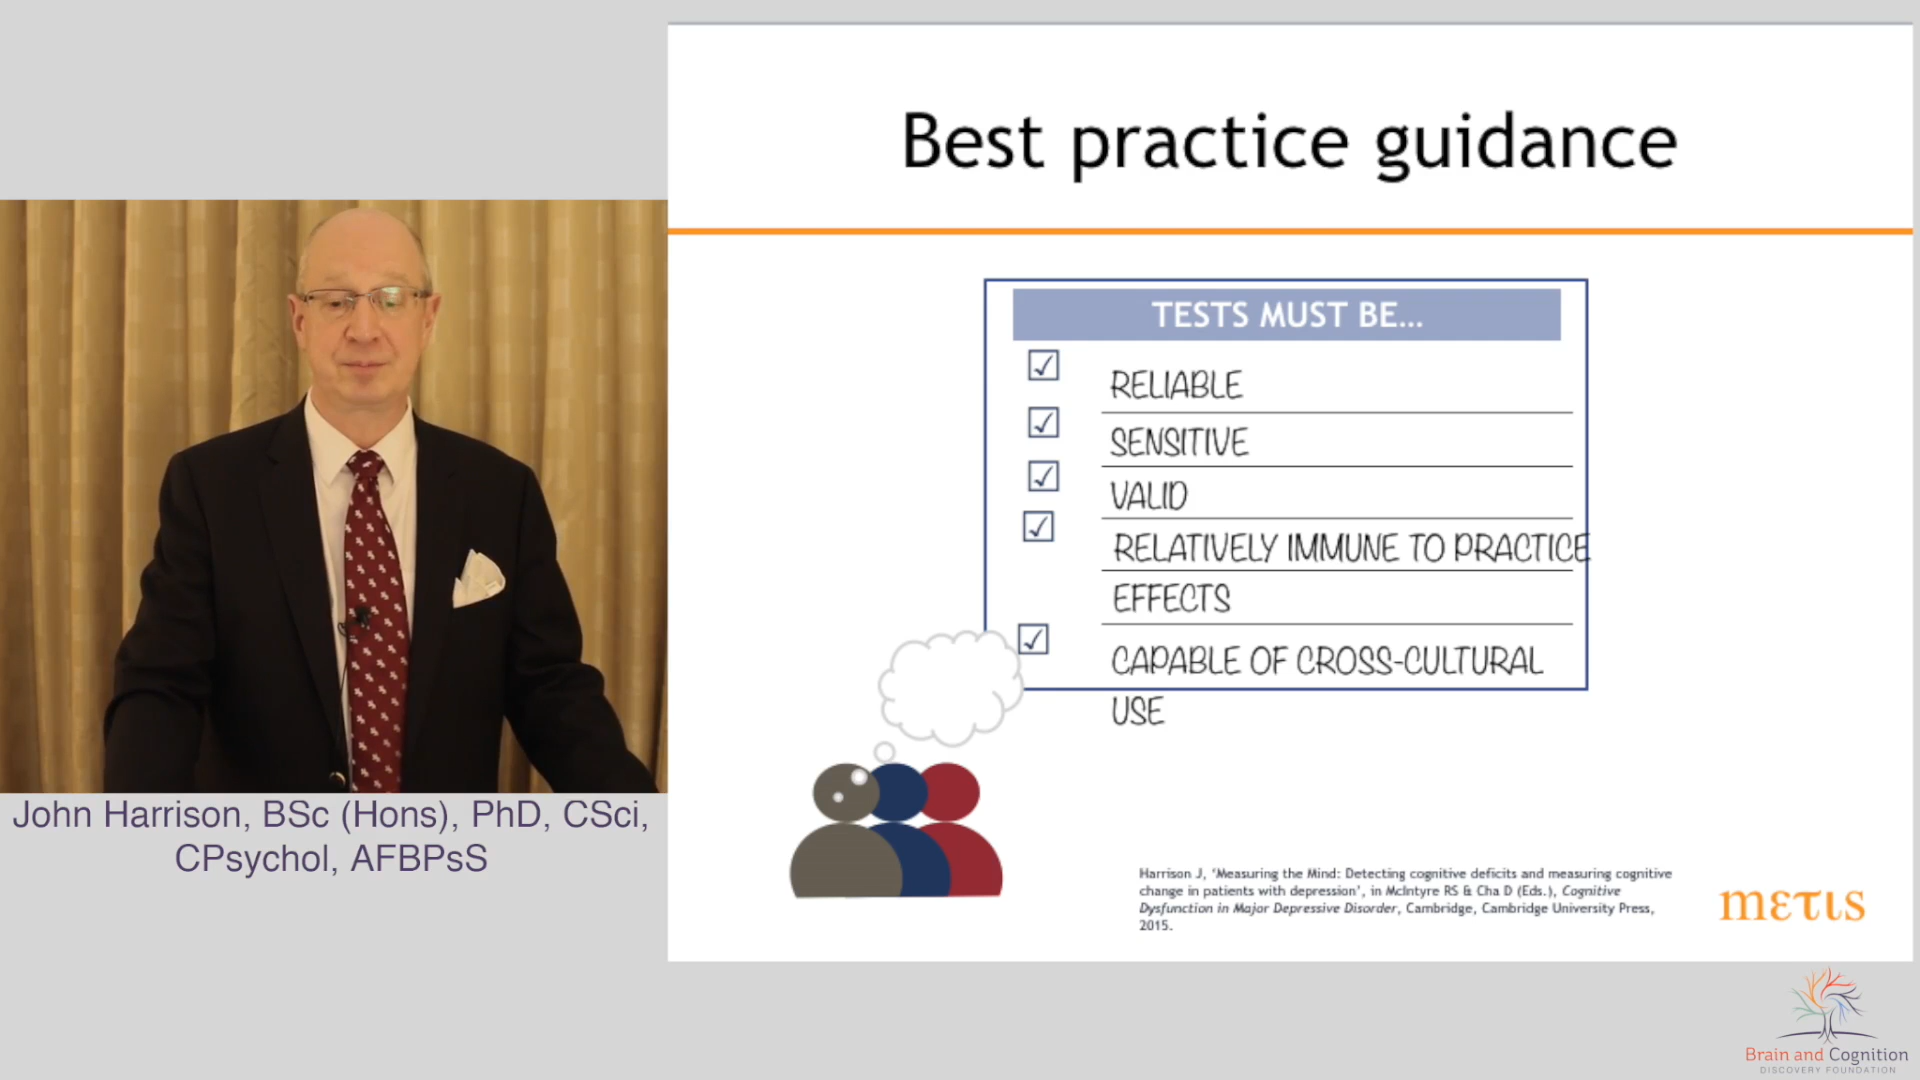 Best practice guidance
TESTS MUST BE...
RELIABLE
SENSITIVE
VALID
RELATIVELY IMMUNE TO PRACTICE
EFFECTS
CAPABLE OF CROSS-CULTURAL
USE
John Harrison, BSc (Hons), PhD, CSci,
CPsychol, AFBPsS
Harrison J, ‘Measuring the Mind: Detecting cognitive deficits and measuring cognitive
change in patients with depression’, in McIntyre RS & Cha D (Eds.), Cognitive
Dysfunction in Major Depressive Disorder, Cambridge, Cambridge University Press,
2015.
mετιs
Brain and Cognition
DISCOVERY FOUNDATION